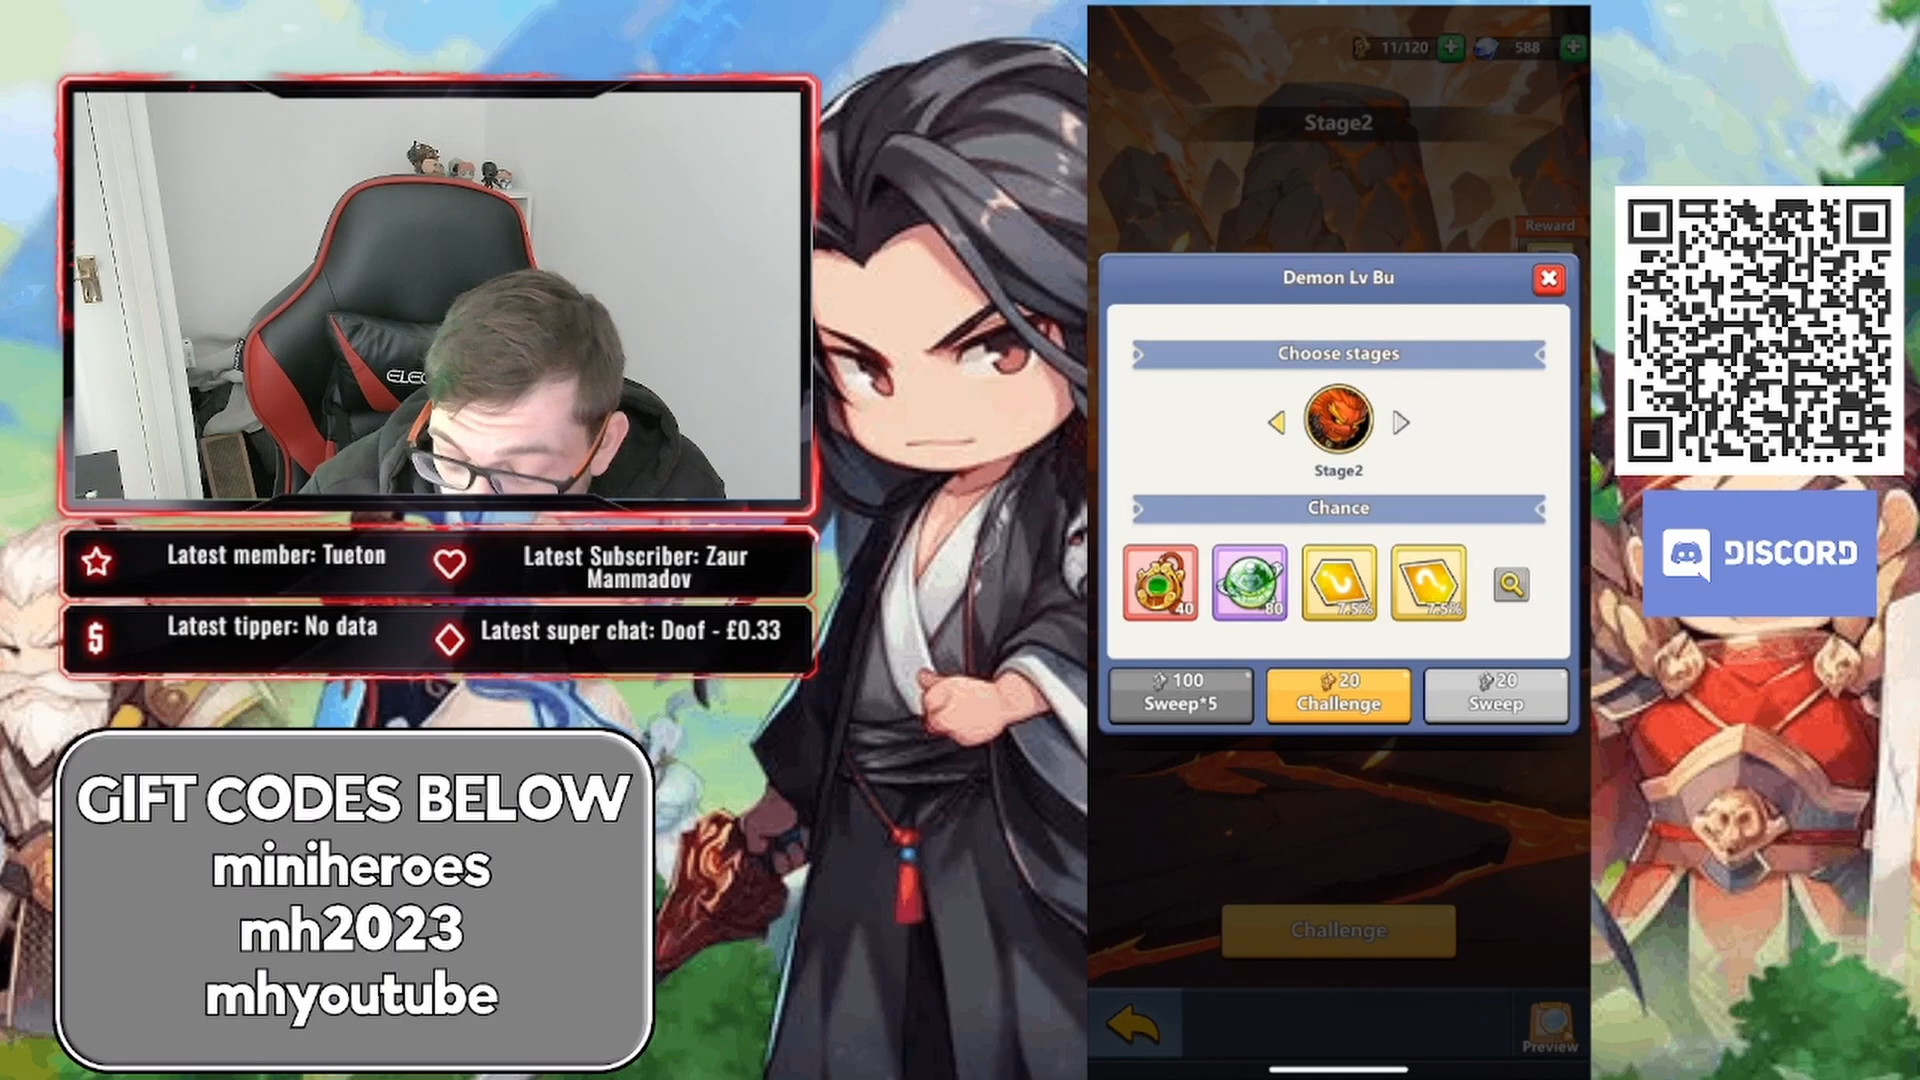 11/120
588
Stage2
Reward
Demon Lv Bu
Choose stages
Stage2
Chance
40
80
7.5%
7.5%
100
Sweep*5
20
Challenge
20
Sweep
Challenge
Preview
ELEC
Latest member: Tueton
Latest Subscriber: Zaur
Mammadov
Latest tipper: No data
Latest super chat: Doof - £0.33
GIFT CODES BELOW
miniheroes
mh2023
mhyoutube
DISCORD